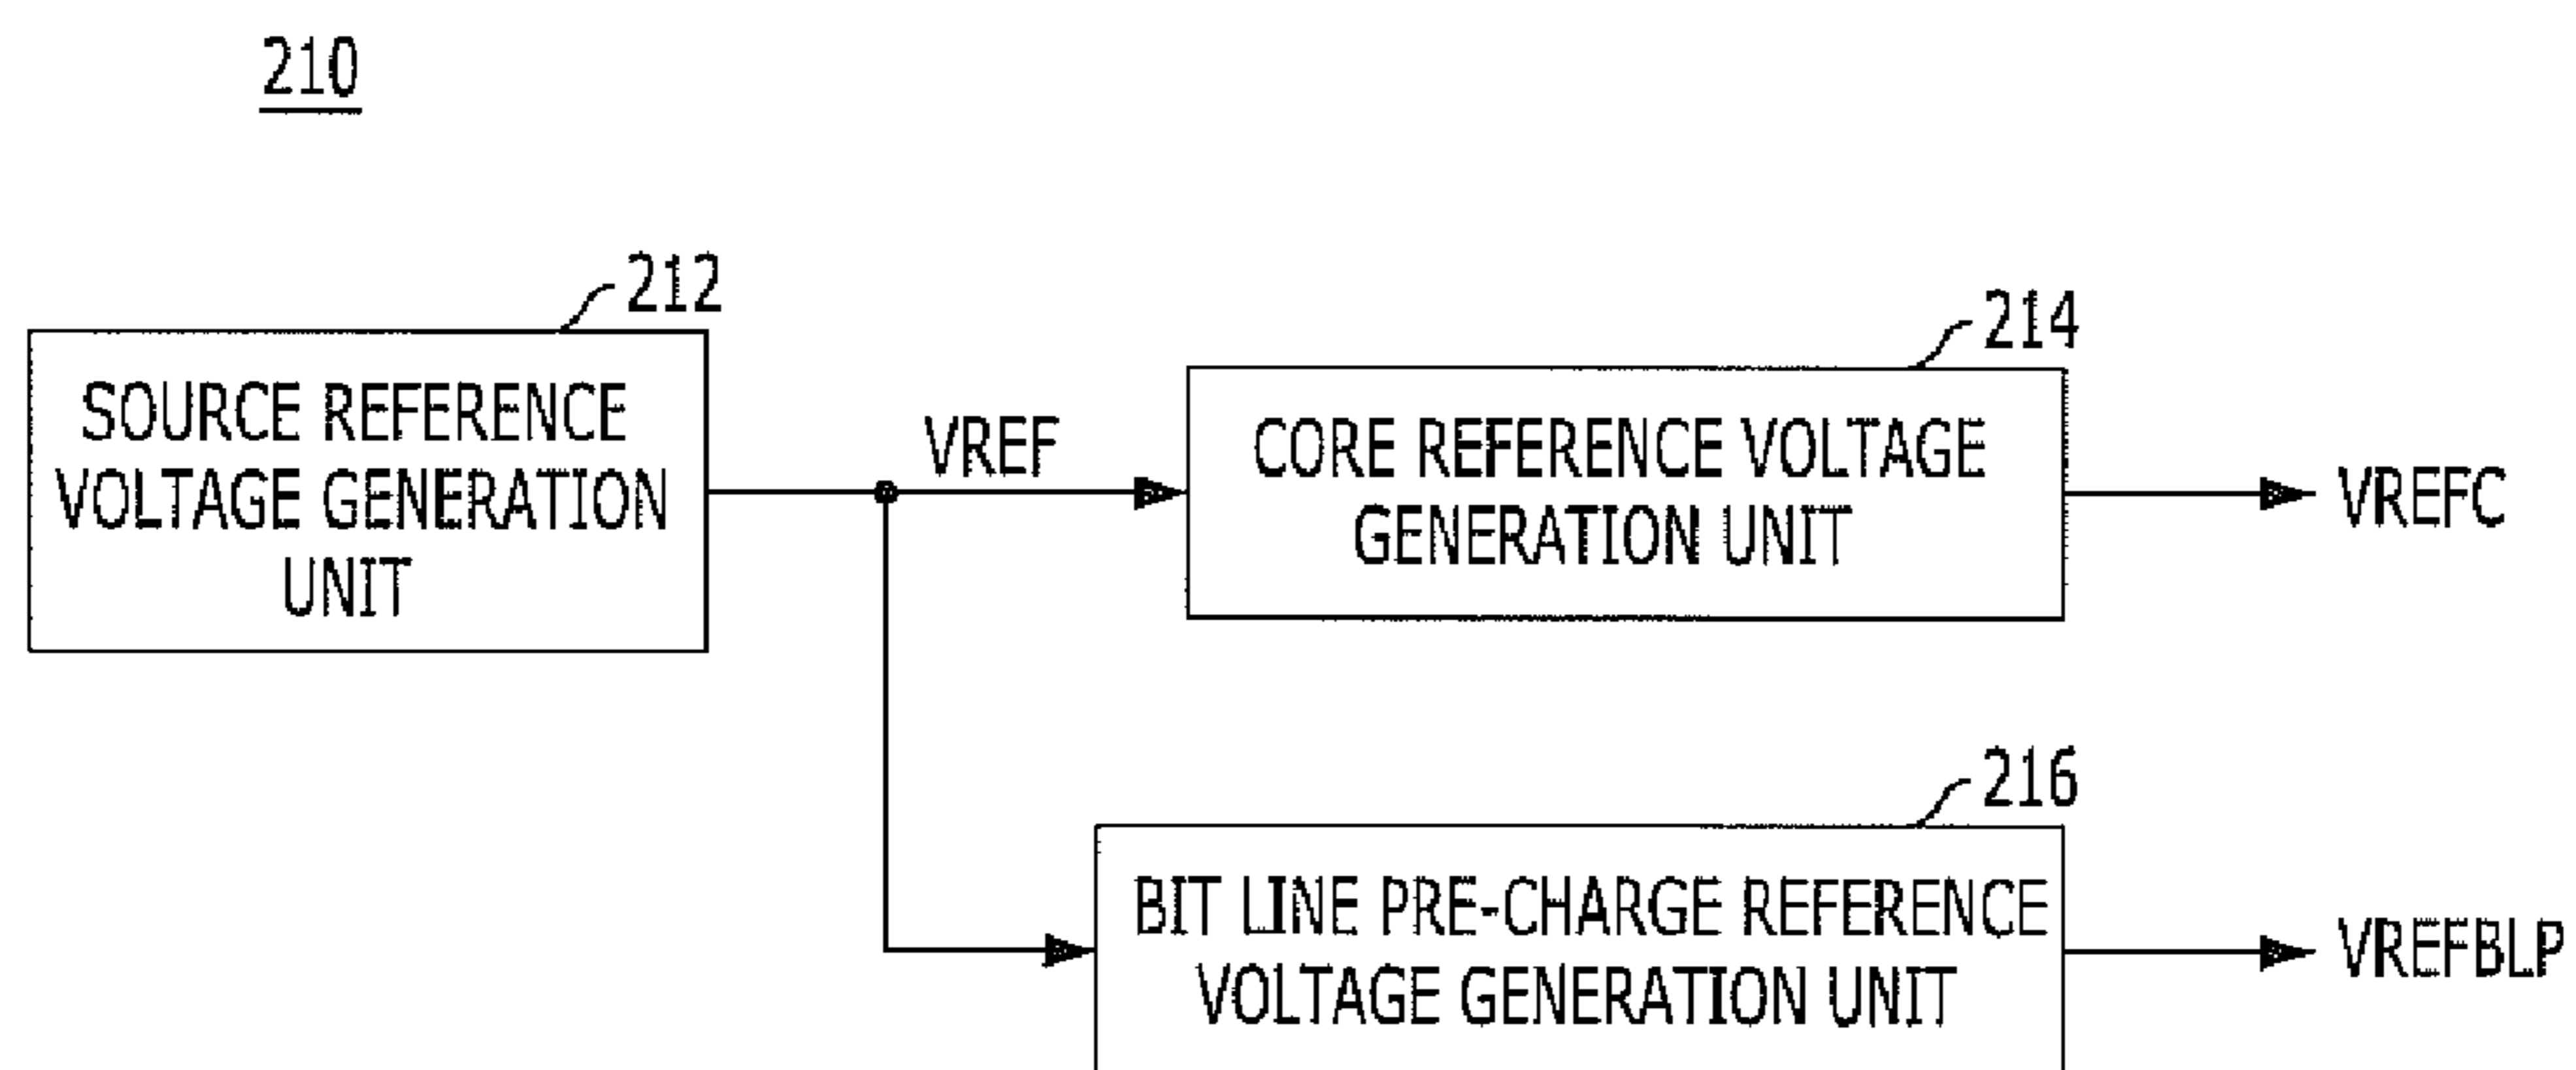 210
212
SOURCE REFERENCE
VOLTAGE GENERATION
UNIT
VREF
214
CORE REFERENCE VOLTAGE
GENERATION UNIT
VREFC
216
BIT LINE PRE-CHARGE REFERENCE
VOLTAGE GENERATION UNIT
VREFBLP